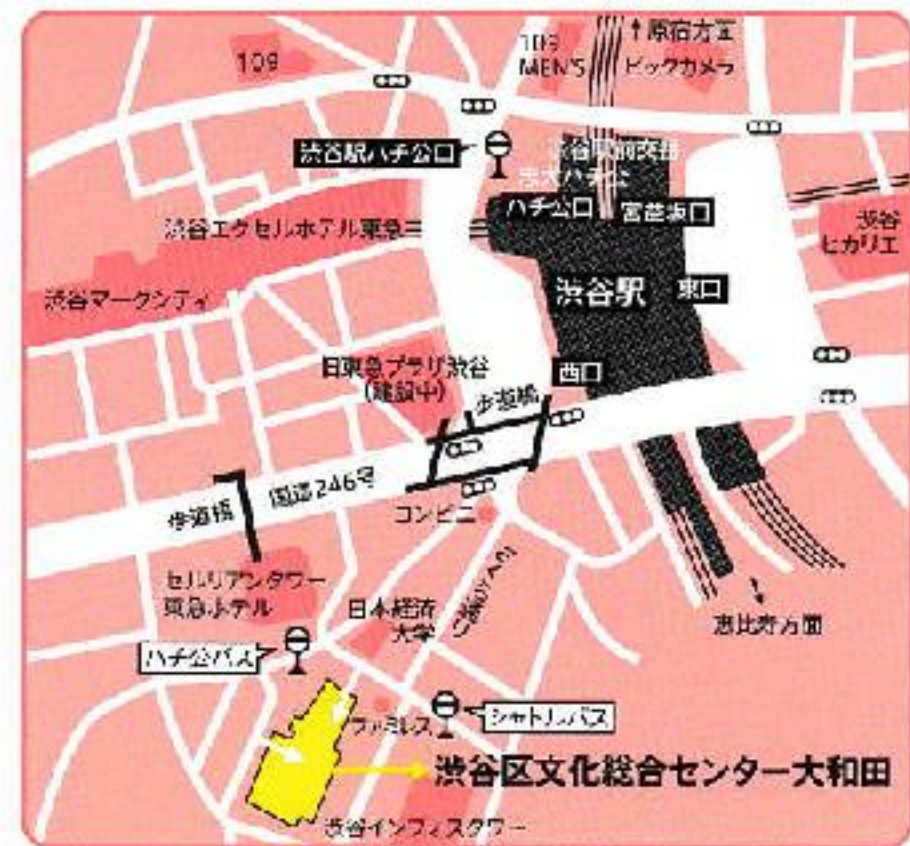 ↑原宿方面
109
MEN'S
ビックカメラ
109
渋谷駅ハチ公口
ハチ公口
宮益坂口
渋谷エクセルホテル東急
渋谷
ヒカリエ
渋谷マークシティ
渋谷駅
東口
旧東急プラザ渋谷
(建設中)
西口
歩道橋
国道246号
歩道橋
コンビニ
セルリアンタワー
東急ホテル
日本経済
大学
恵比寿方面
ハチ公バス
ファミレス
シャトルバス
渋谷区文化総合センター大和田
渋谷インフォスタワー